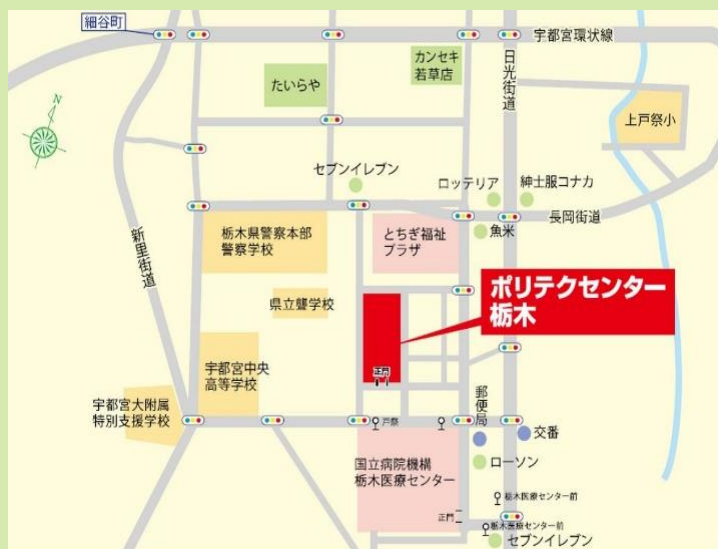 細谷町
宇都宮環状線
カンセキ
若草店
日光街道
たいらや
N
上戸祭小
セブンイレブン
ロッテリア
紳士服コナカ
長岡街道
新里街道
栃木県警察本部
警察学校
とちぎ福祉
プラザ
魚米
ポリテクセンター
栃木
県立聾学校
宇都宮中央
高等学校
正門
宇都宮大附属
特別支援学校
戸祭
郵便局
交番
国立病院機構
栃木医療センター
ローソン
栃木医療センター前
正門
栃木医療センター前
セブンイレブン